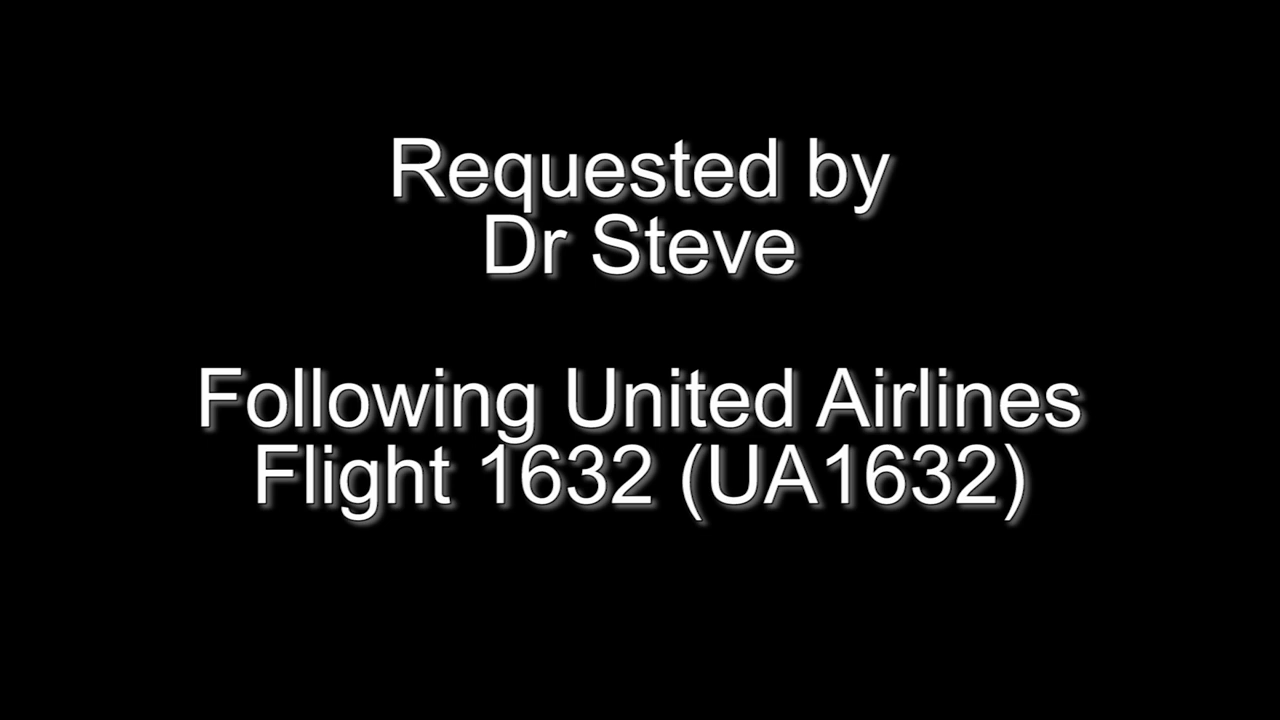 Requested by
Dr Steve
Following United Airlines
Flight 1632 (UA1632)